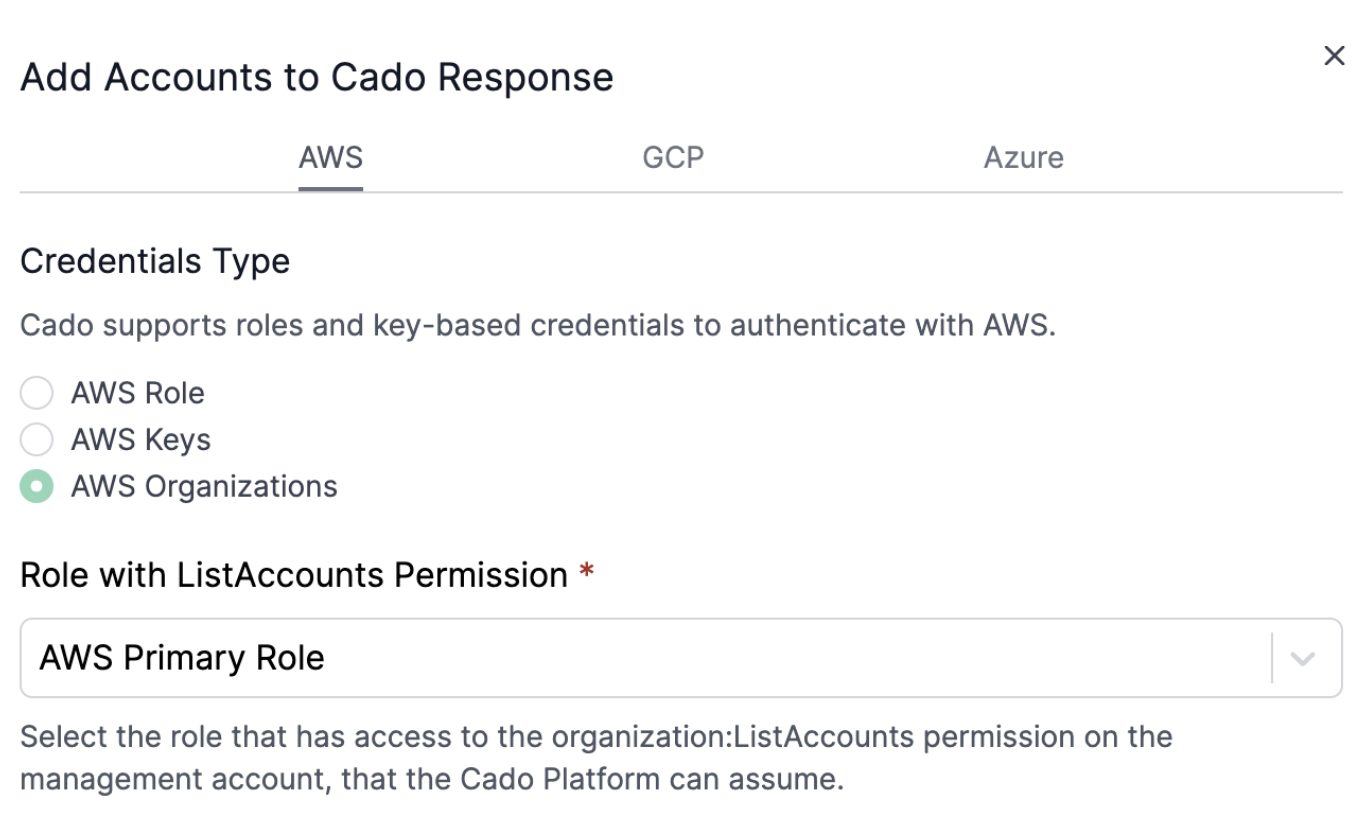 Add Accounts to Cado Response
AWS GCP Azure
Credentials Type
Cado supports roles and key-based credentials to authenticate with AWS.
AWS Role
AWS Keys
AWS Organizations
Role with ListAccounts Permission *
AWS Primary Role
Select the role that has access to the organization:ListAccounts permission on the
management account, that the Cado Platform can assume.